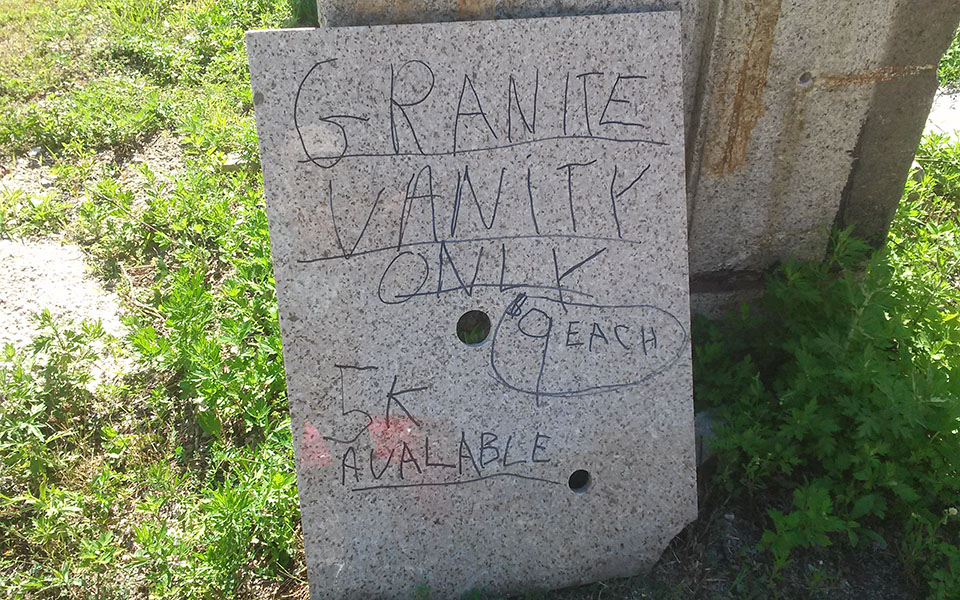 GRANITE
VANiTY
ONLY
$9 EACH
5K
AVALABLE